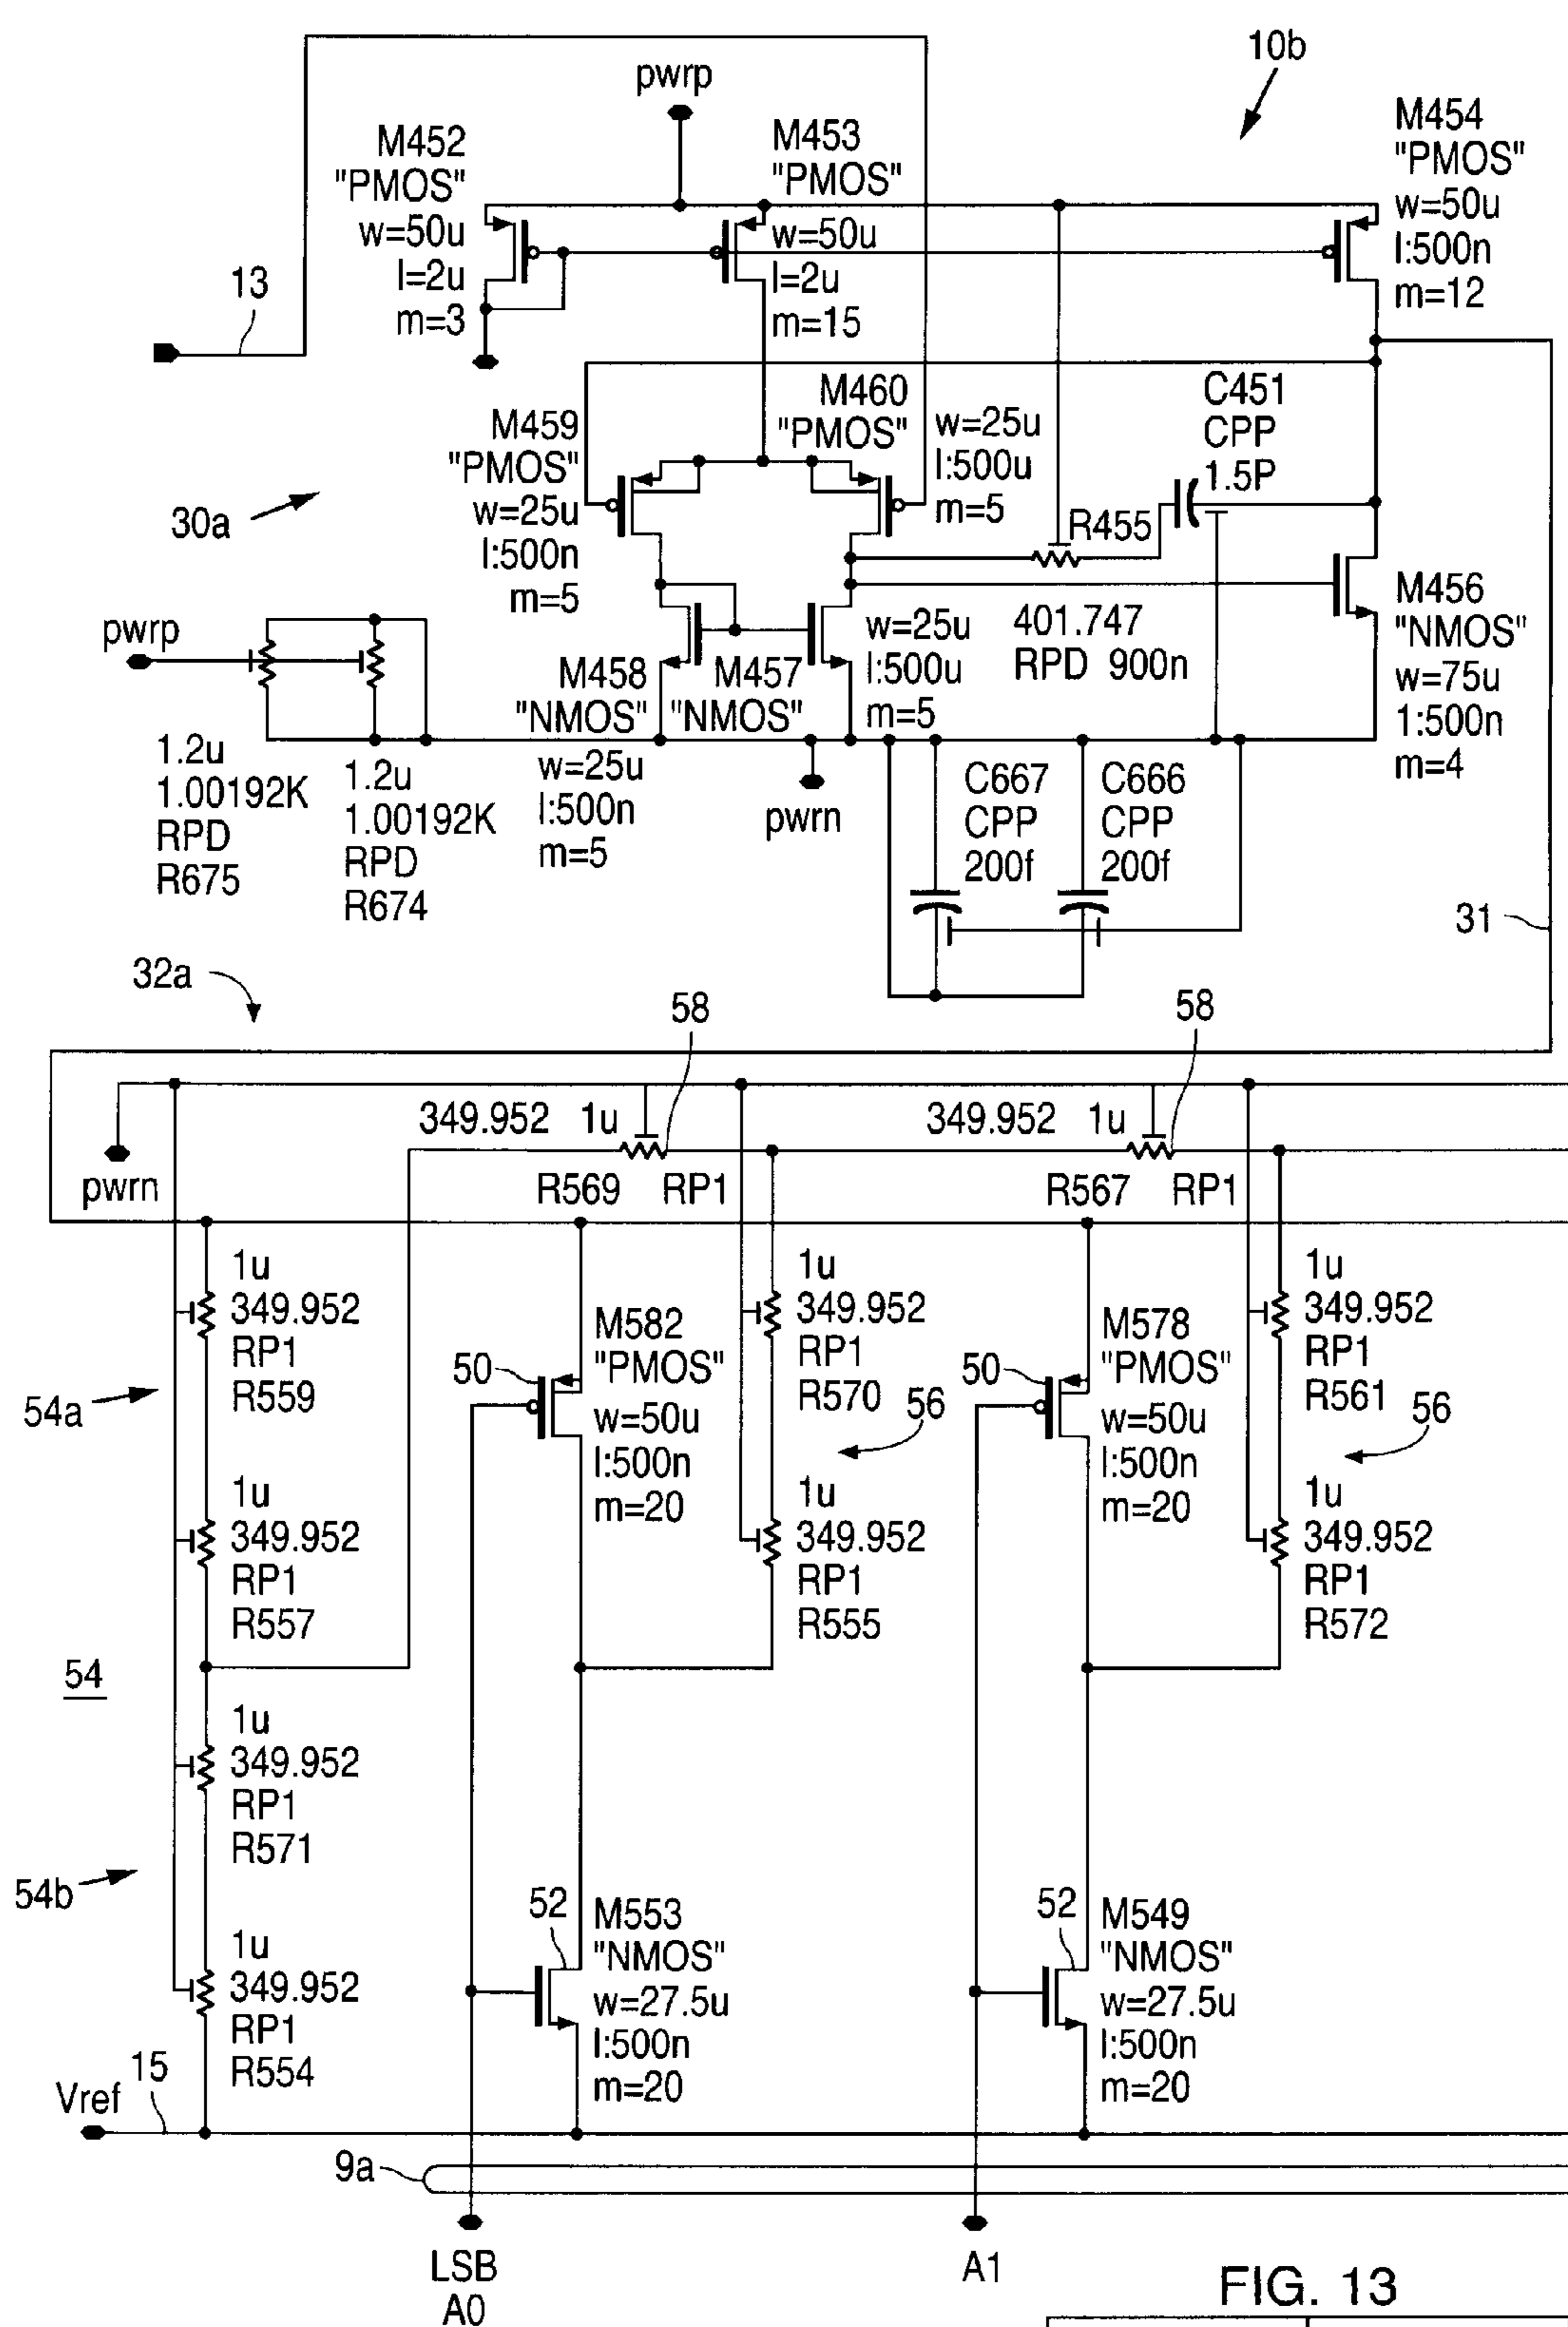 10b
pwrp
M452
"PMOS"
w=50u
l=2u
m=3
M453
"PMOS"
w=50u
l=2u
m=15
M454
"PMOS"
w=50u
l:500n
m=12
13
M459
"PMOS"
w=25u
l:500n
m=5
M460
"PMOS"
w=25u
l:500u
m=5
C451
CPP
1.5P
30a
R455
401.747
RPD 900n
M456
"NMOS"
w=75u
1:500n
m=4
pwrp
M458
"NMOS"
w=25u
l:500n
m=5
M457
"NMOS"
w=25u
l:500u
m=5
1.2u
1.00192K
RPD
R675
1.2u
1.00192K
RPD
R674
pwrn
C667
CPP
200f
C666
CPP
200f
31
32a
58
58
349.952 1u
R569 RP1
349.952 1u
R567 RP1
pwrn
1u
349.952
RP1
R559
54a
50
M582
"PMOS"
w=50u
l:500n
m=20
1u
349.952
RP1
R570
56
50
M578
"PMOS"
w=50u
l:500n
m=20
1u
349.952
RP1
R561
56
1u
349.952
RP1
R557
1u
349.952
RP1
R555
1u
349.952
RP1
R572
54
1u
349.952
RP1
R571
54b
1u
349.952
RP1
R554
52
M553
"NMOS"
w=27.5u
l:500n
m=20
52
M549
"NMOS"
w=27.5u
l:500n
m=20
Vref
15
9a
LSB
A0
A1
FIG. 13